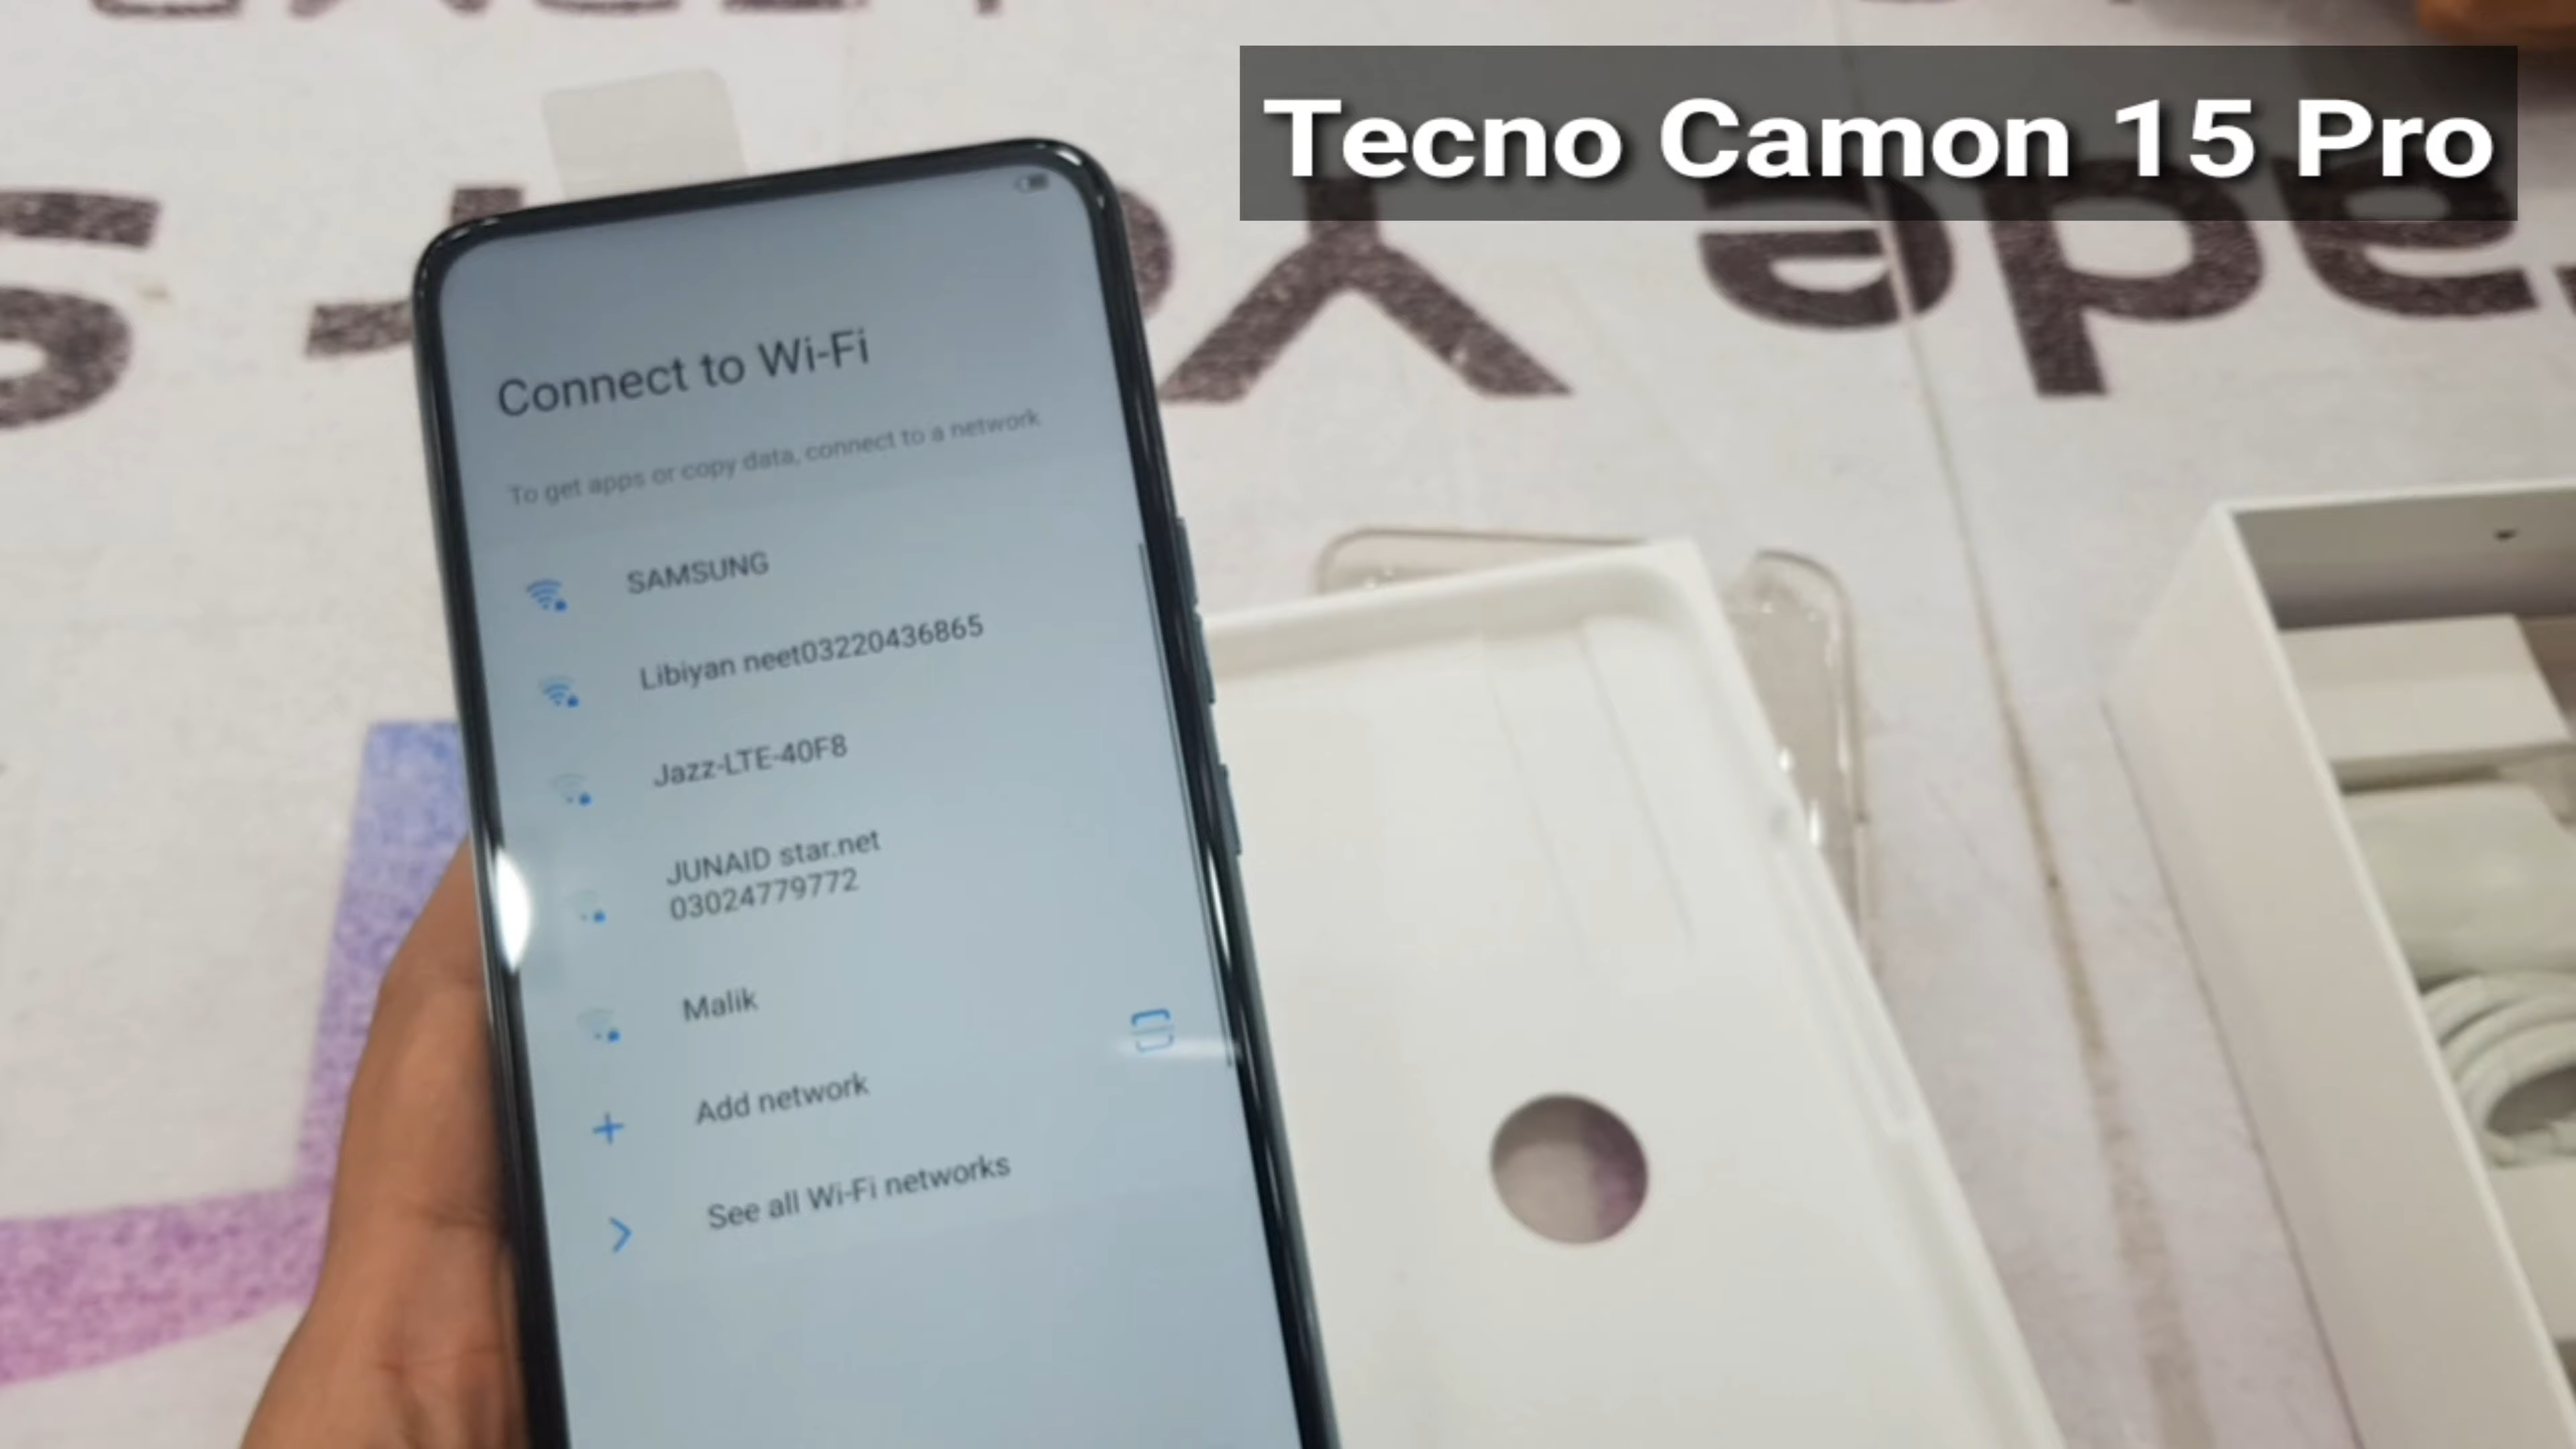 Tecno Camon 15 Pro
Connect to Wi-Fi
To get apps or copy data, connect to a network
SAMSUNG
Libiyan neet03220436865
Jazz-LTE-40F8
JUNAID star.net
03024779772
Malik
Add network
See all Wi-Fi networks